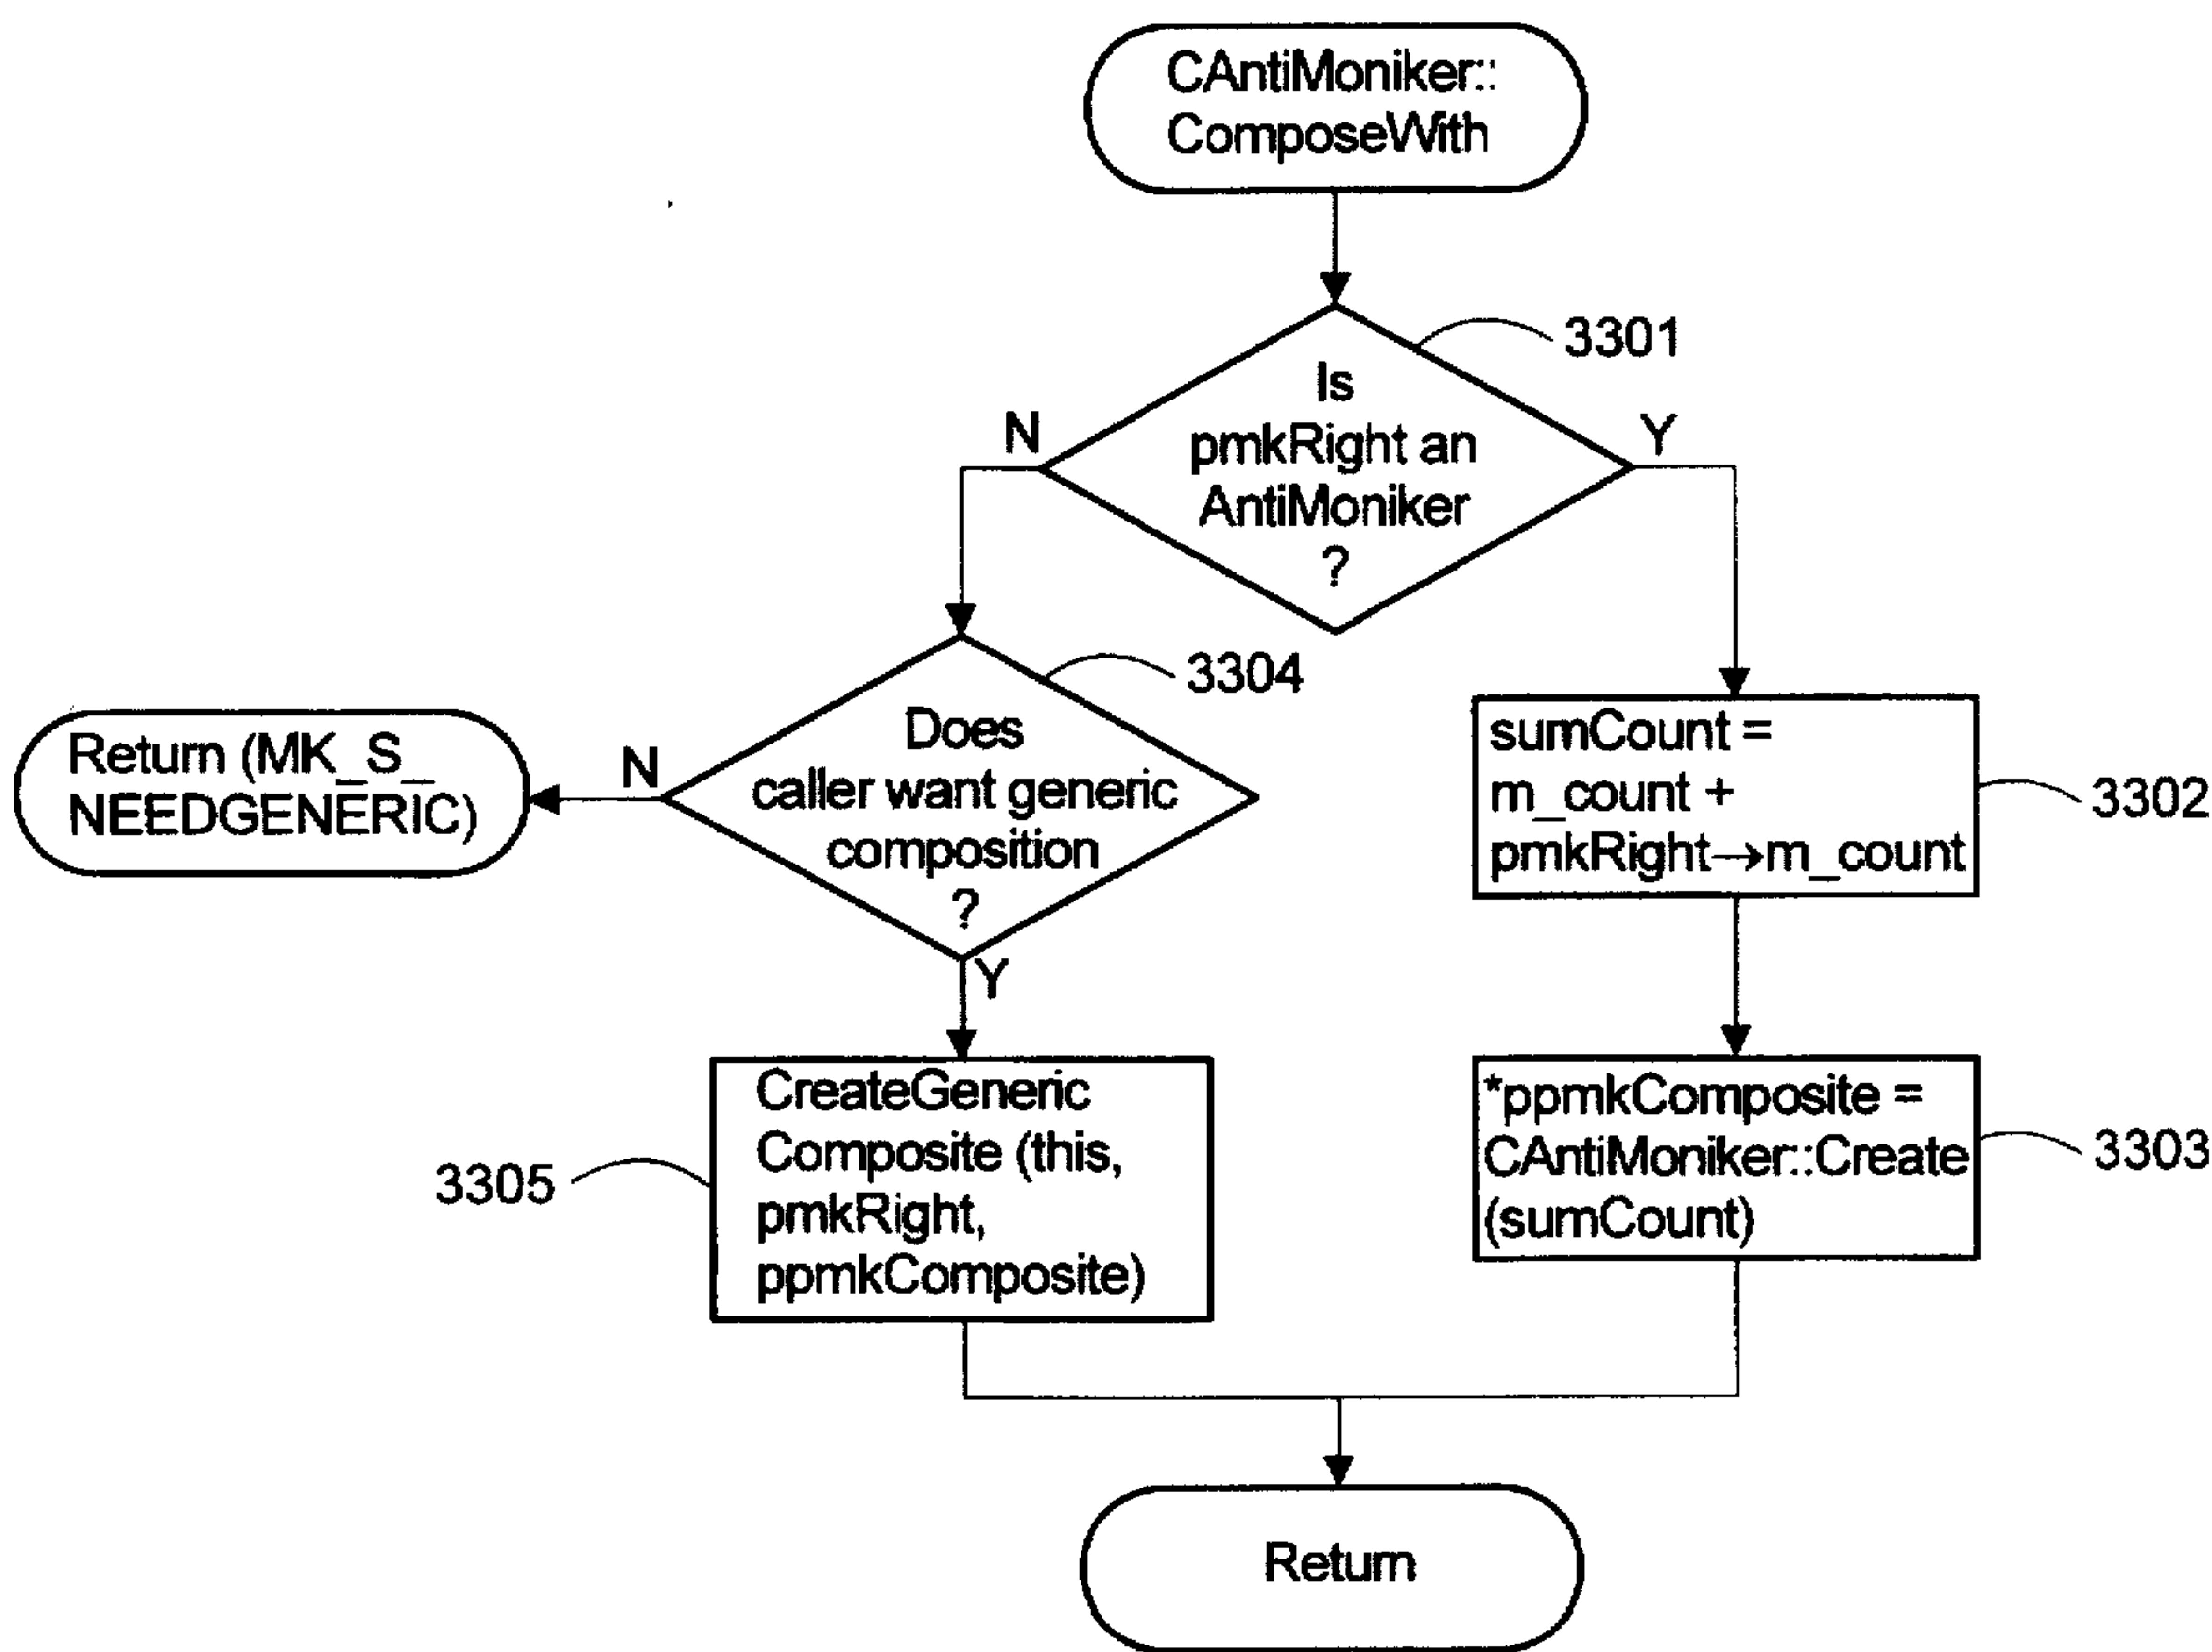 CAntiMoniker::
ComposeWith
3301
Is
pmkRight an
AntiMoniker
?
N
Y
3304
Does
caller want generic
composition
?
N
Y
Return (MK_S_
NEEDGENERIC)
sumCount =
m_count +
pmkRight→m_count
3302
CreateGeneric
Composite (this,
pmkRight,
ppmkComposite)
3305
*ppmkComposite =
CAntiMoniker::Create
(sumCount)
3303
Return